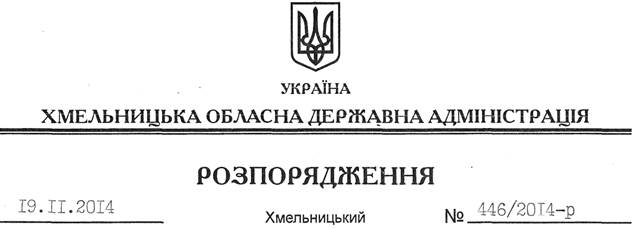 УКРАЇНА
ХМЕЛЬНИЦЬКА ОБЛАСНА ДЕРЖАВНА АДМІНІСТРАЦІЯ
РОЗПОРЯДЖЕННЯ
19.11.2014 Хмельницький № 446/2014-р